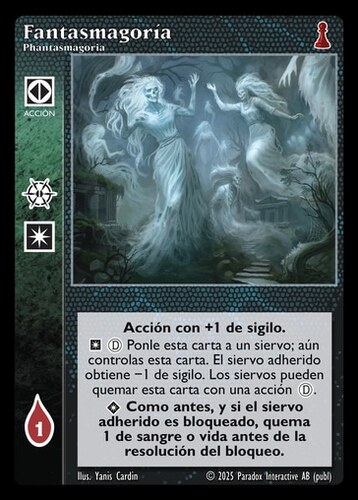 Fantasmagoría
Phantasmagoria
ACCIÓN
Acción con +1 de sigilo.
Ⓓ Ponle esta carta a un siervo; aún
controlas esta carta. El siervo adherido
obtiene −1 de sigilo. Los siervos pueden
quemar esta carta con una acción Ⓓ.
Como antes, y si el siervo
adherido es bloqueado, quema
1 de sangre o vida antes de la
resolución del bloqueo.
1
Ilus. Yanis Cardin © 2025 Paradox Interactive AB (publ)